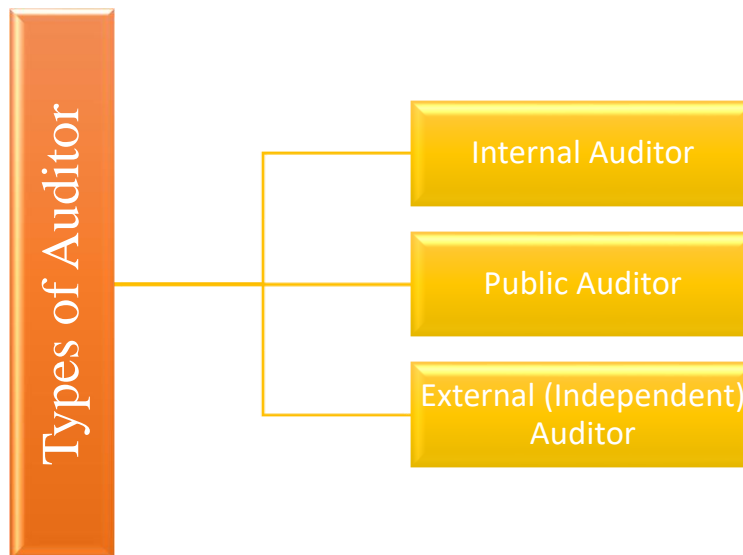 Types of Auditor
Internal Auditor
Public Auditor
External (Independent)
Auditor